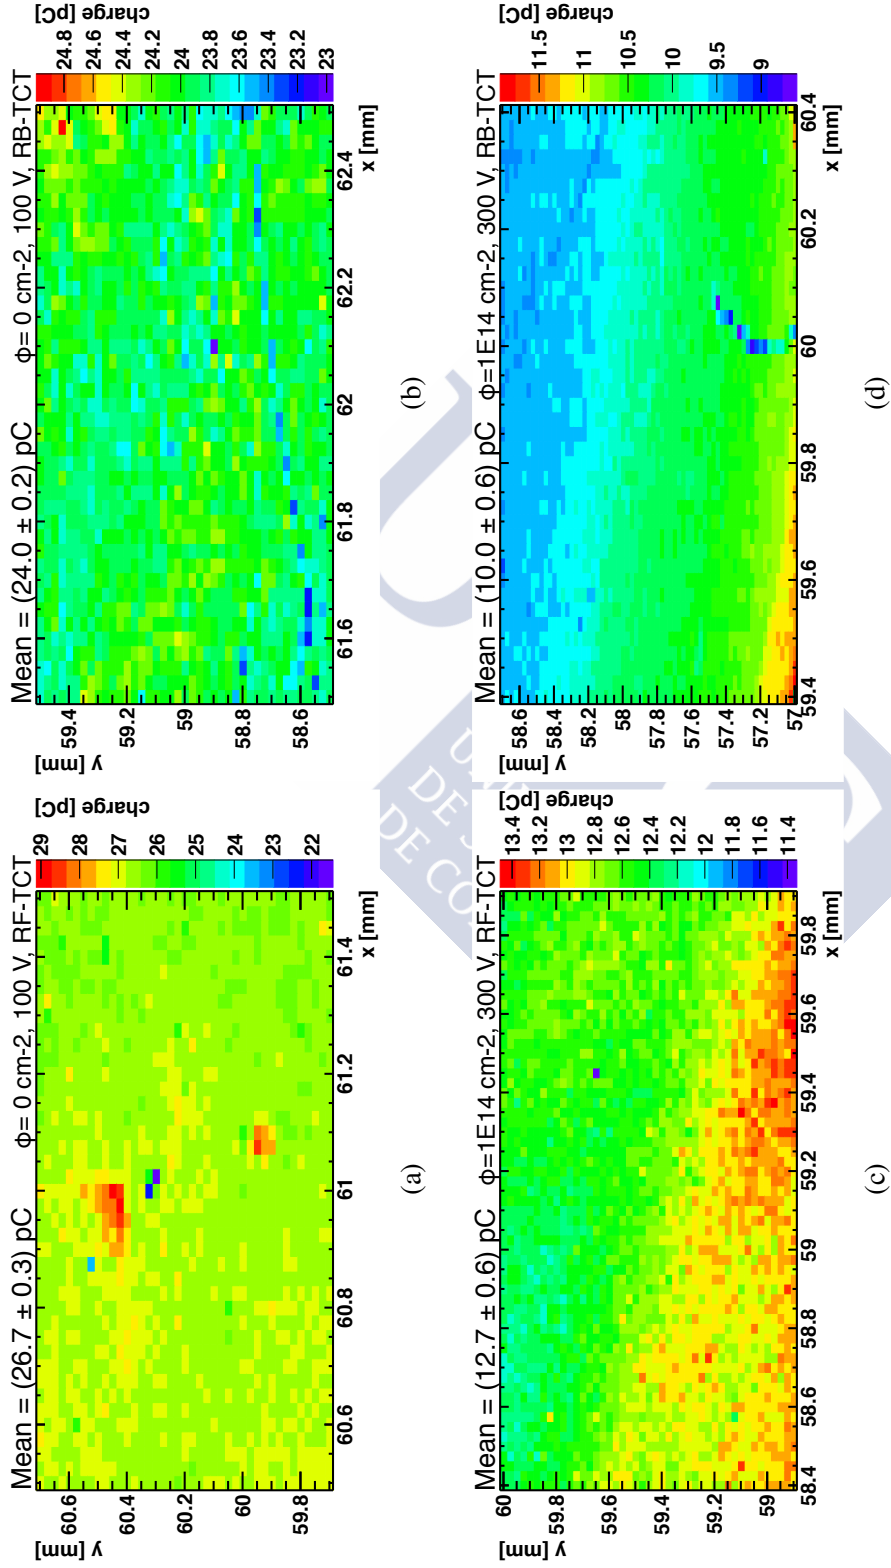 Mean = (26.7 ± 0.3) pC ϕ= 0 cm-2, 100 V, RF-TCT
y [mm]
60.6
60.4
60.2
60
59.8
60.6 60.8 61 61.2 61.4
x [mm]
charge [pC]
29
28
27
26
25
24
23
22
(a)
Mean = (24.0 ± 0.2) pC ϕ= 0 cm-2, 100 V, RB-TCT
y [mm]
59.4
59.2
59
58.8
58.6
61.6 61.8 62 62.2 62.4
x [mm]
charge [pC]
24.8
24.6
24.4
24.2
24
23.8
23.6
23.4
23.2
23
(b)
Mean = (12.7 ± 0.6) pC ϕ=1E14 cm-2, 300 V, RF-TCT
y [mm]
60
59.8
59.6
59.4
59.2
59
58.4 58.6 58.8 59 59.2 59.4 59.6 59.8
x [mm]
charge [pC]
13.4
13.2
13
12.8
12.6
12.4
12.2
12
11.8
11.6
11.4
(c)
Mean = (10.0 ± 0.6) pC ϕ=1E14 cm-2, 300 V, RB-TCT
y [mm]
58.6
58.4
58.2
58
57.8
57.6
57.4
57.2
57
59.4 59.6 59.8 60 60.2 60.4
x [mm]
charge [pC]
11.5
11
10.5
10
9.5
9
(d)
DE
DE